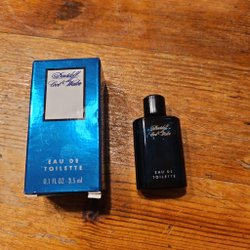 Davidoff
Cool Water
EAU DE
TOILETTE
0.1 FL OZ - 3.5 ml
Davidoff
Cool Water
EAU DE
TOILETTE